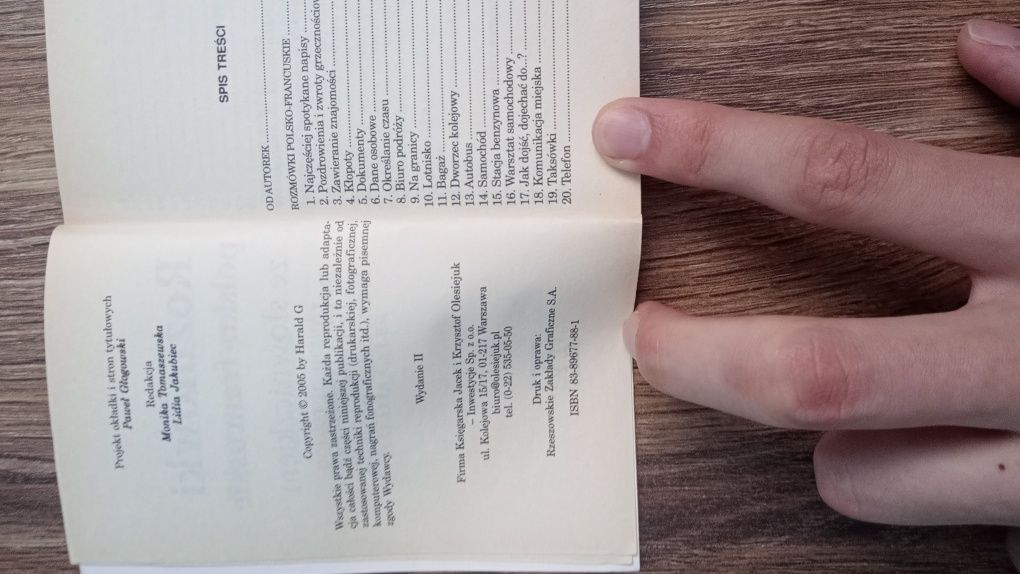 Projekt okładki i stron tytułowych
Paweł Głogowski
Redakcja
Monika Tomaszewska
Lidia Jakubiec
Copyright © 2005 by Harald G
Wszystkie prawa zastrzeżone. Każda reprodukcja lub adapta-
cja całości bądź części niniejszej publikacji, i to niezależnie od
zastosowanej techniki reprodukcji (drukarskiej, fotograficznej,
komputerowej, nagrań fonograficznych itd.), wymaga pisemnej
zgody Wydawcy.
Wydanie II
Firma Księgarska Jacek i Krzysztof Olesiejuk
– Inwestycje Sp. z o.o.
ul. Kolejowa 15/17, 01-217 Warszawa
biuro@olesiejuk.pl
tel. (0-22) 535-05-50
Druk i oprawa:
Rzeszowskie Zakłady Graficzne S.A.
ISBN 83-89677-88-1
SPIS TREŚCI
OD AUTOREK
ROZMÓWKI POLSKO-FRANCUSKIE
1. Najczęściej spotykane napisy
2. Pozdrowienia i zwroty grzecznościow
3. Zawieranie znajomości
4. Kłopoty
5. Dokumenty
6. Dane osobowe
7. Określanie czasu
8. Biuro podróży
9. Na granicy
10. Lotnisko
11. Bagaż
12. Dworzec kolejowy
13. Autobus
14. Samochód
15. Stacja benzynowa
16. Warsztat samochodowy
17. Jak dojść, dojechać do...?
18. Komunikacja miejska
19. Taksówki
20. Telefon